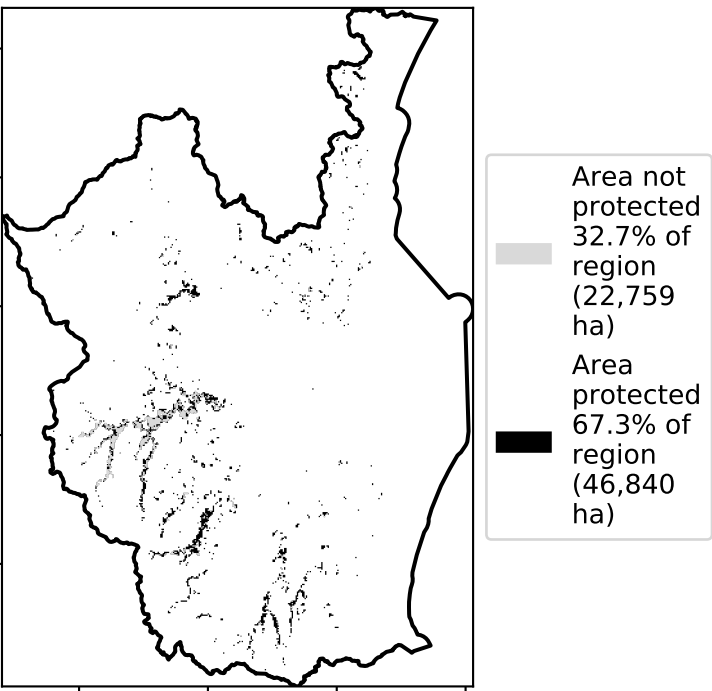 Area not
protected
32.7% of
region
(22,759
ha)
Area
protected
67.3% of
region
(46,840
ha)